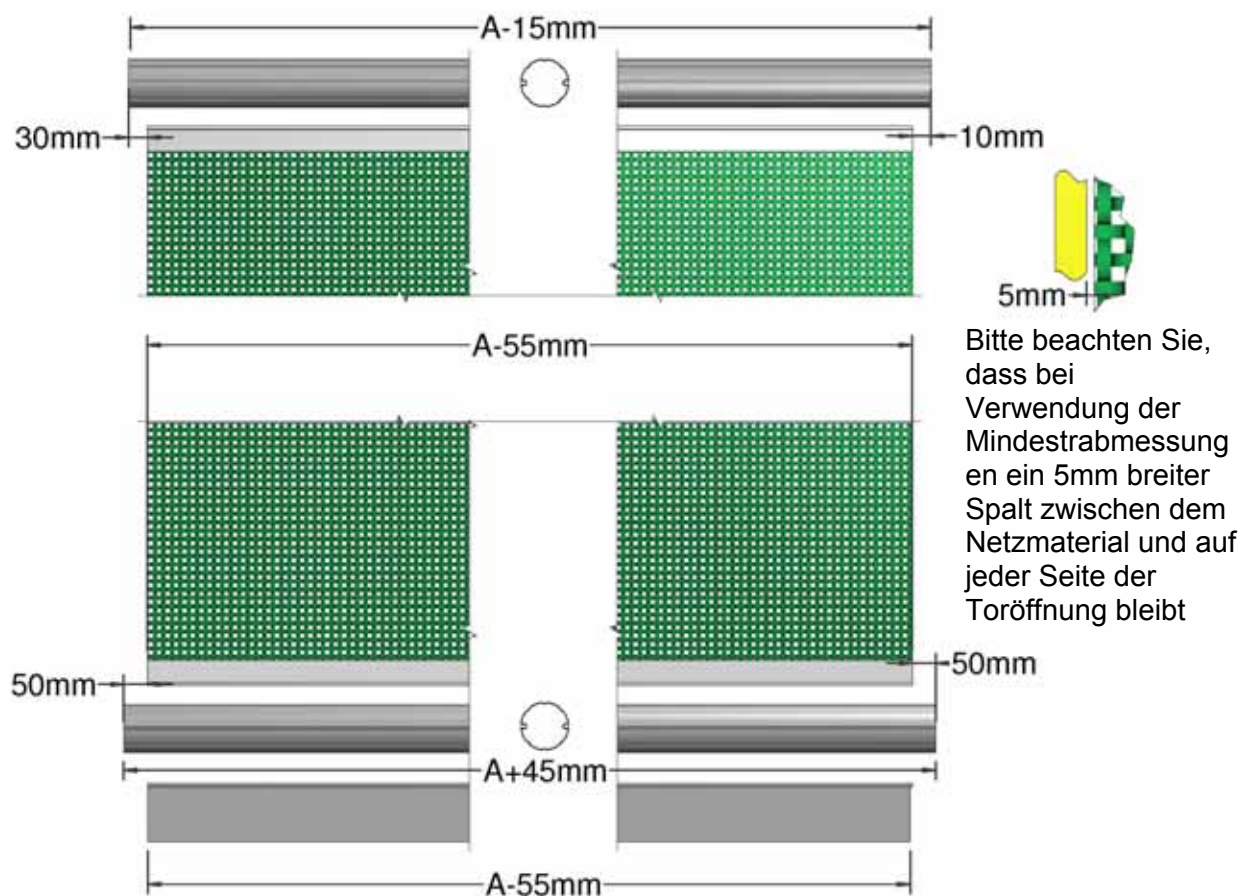 A-15mm
30mm
10mm
5mm
A-55mm
Bitte beachten Sie,
dass bei
Verwendung der
Mindestrabmessung
en ein 5mm breiter
Spalt zwischen dem
Netzmaterial und auf
jeder Seite der
Toröffnung bleibt
50mm
50mm
A+45mm
A-55mm